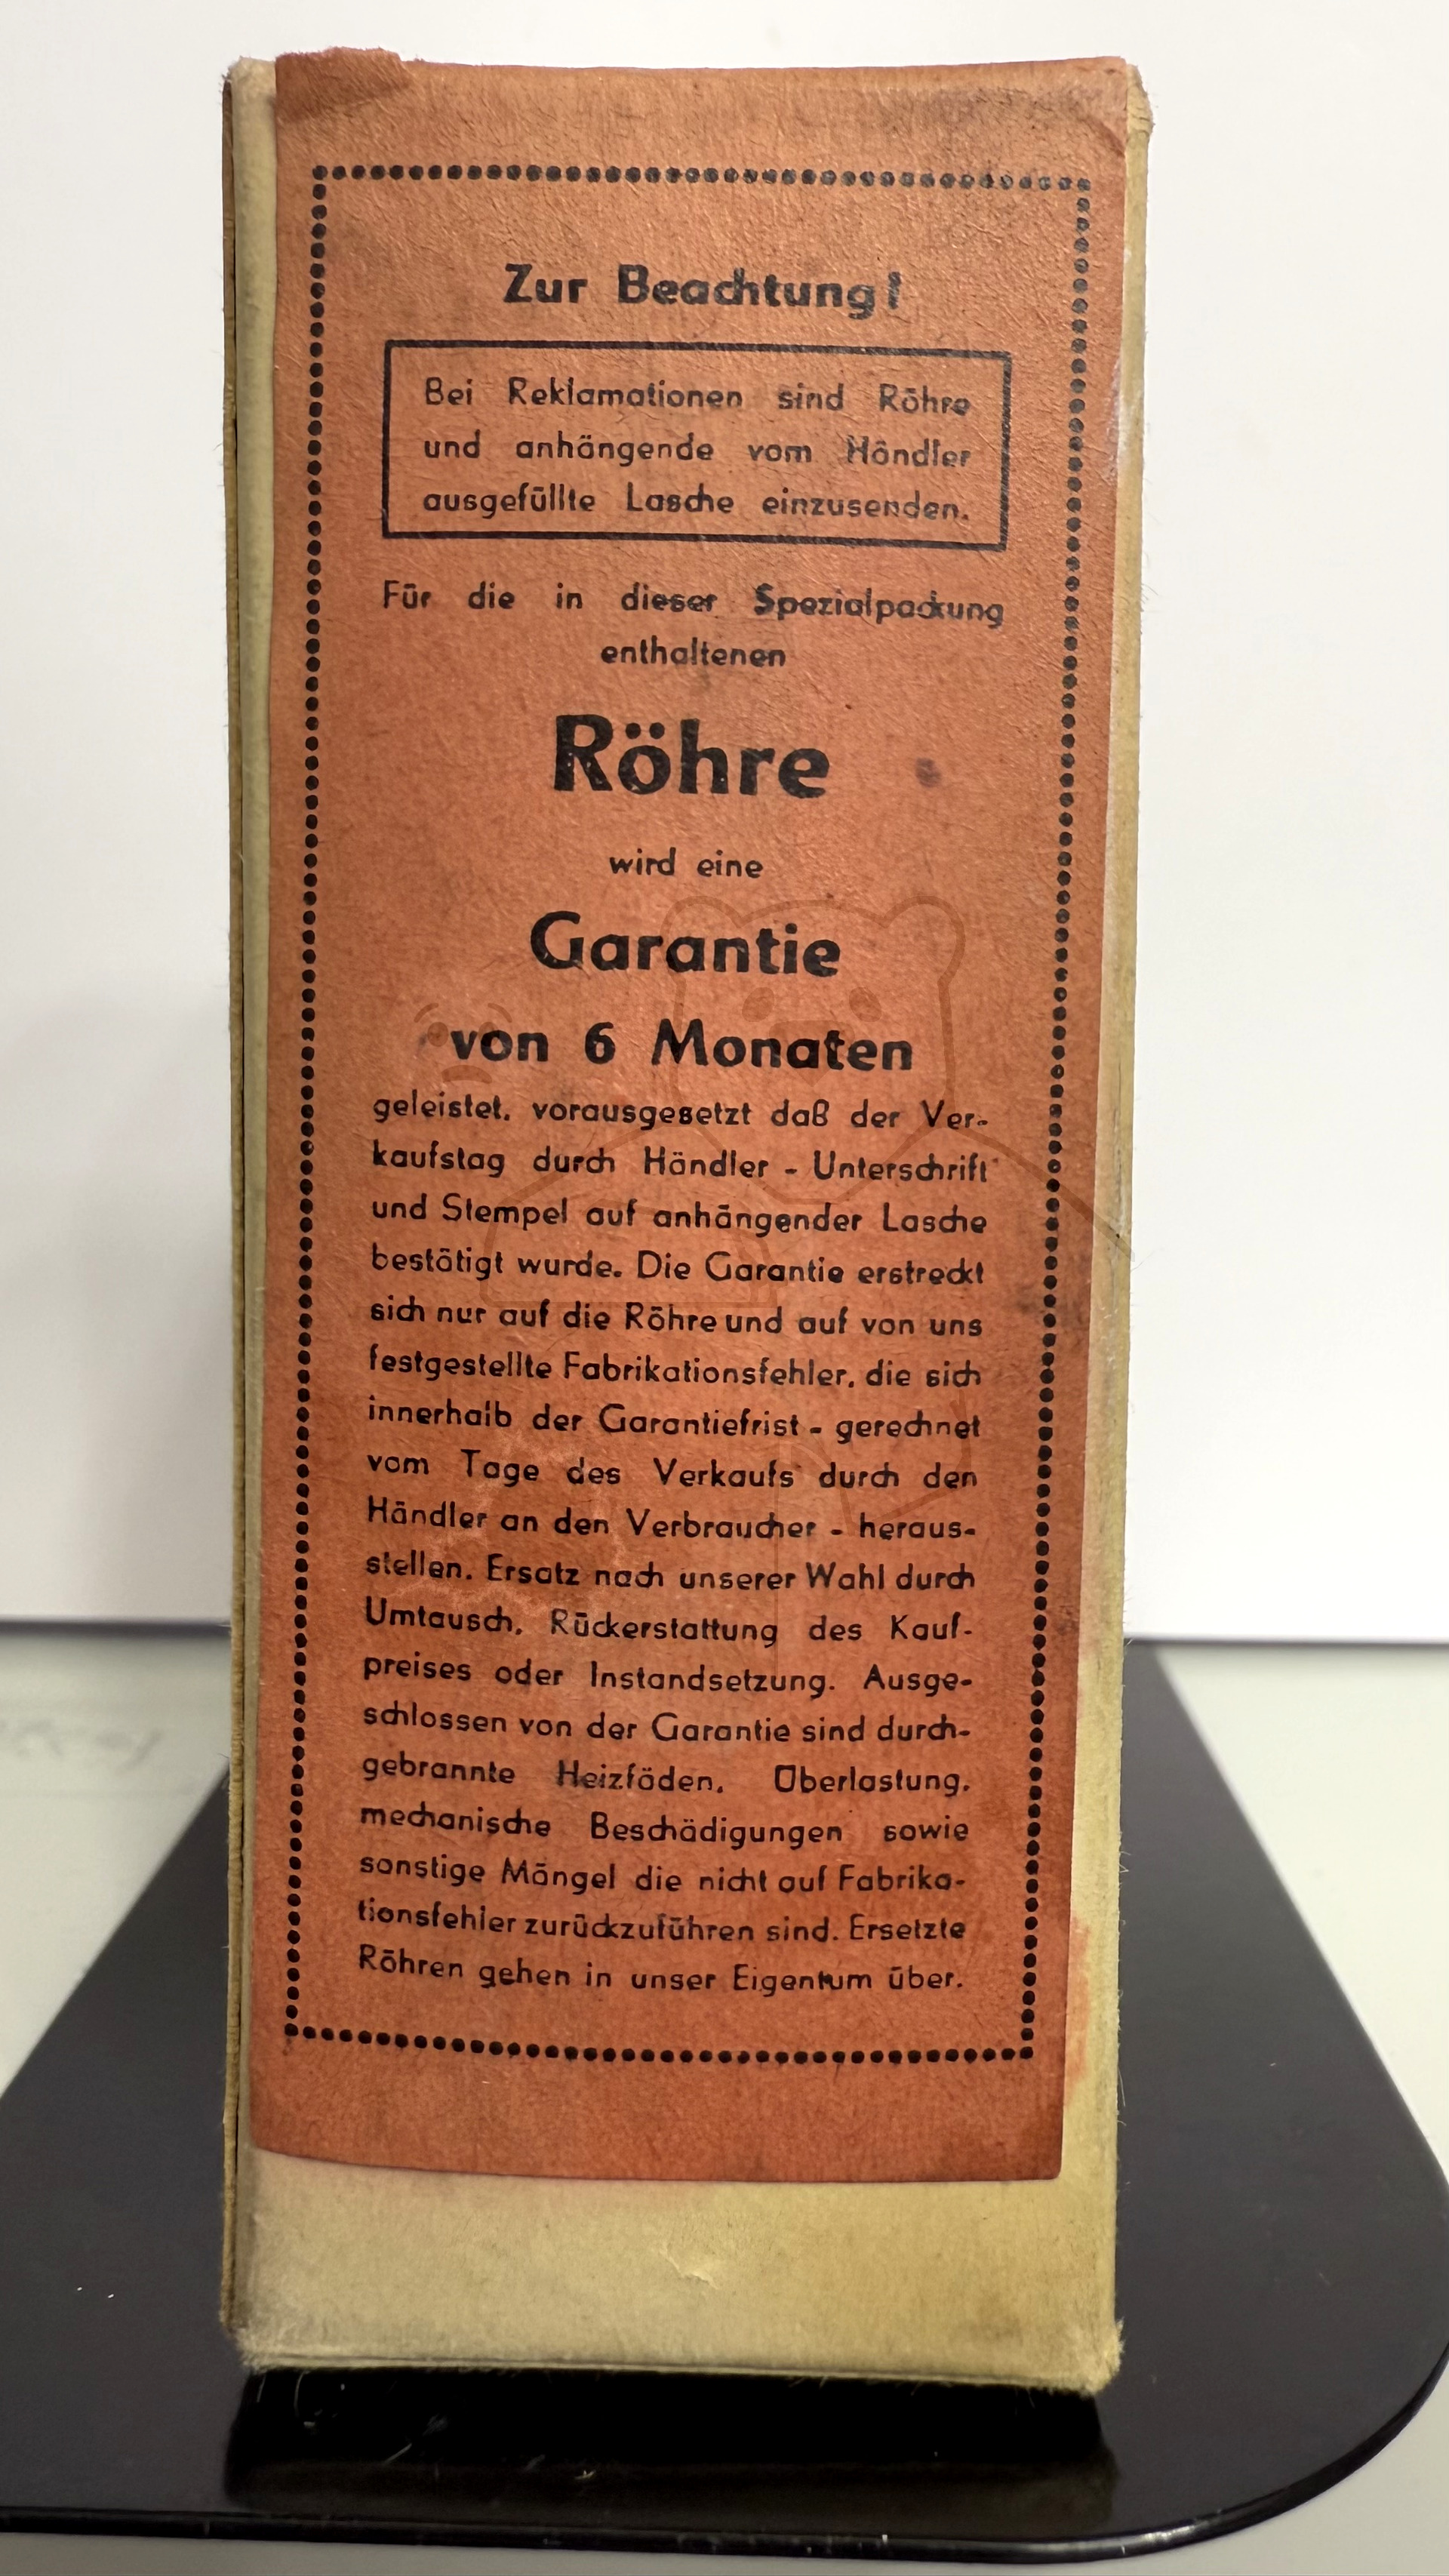 Zur Beachtung!
Bei Reklamationen sind Röhre
und anhängende vom Händler
ausgefüllte Lasche einzusenden.
Für die in dieser Spezialpackung
enthaltenen
Röhre
wird eine
Garantie
von 6 Monaten
geleistet, vorausgesetzt daß der Ver-
kaufstag durch Händler - Unterschrift
und Stempel auf anhängender Lasche
bestätigt wurde. Die Garantie erstreckt
sich nur auf die Röhre und auf von uns
festgestellte Fabrikationsfehler, die sich
innerhalb der Garantiefrist - gerechnet
vom Tage des Verkaufs durch den
Händler an den Verbraucher - heraus-
stellen. Ersatz nach unserer Wahl durch
Umtausch, Rückerstattung des Kauf-
preises oder Instandsetzung. Ausge-
schlossen von der Garantie sind durch-
gebrannte Heizfäden, Überlastung,
mechanische Beschädigungen sowie
sonstige Mängel die nicht auf Fabrika-
tionsfehler zurückzuführen sind. Ersetzte
Röhren gehen in unser Eigentum über.